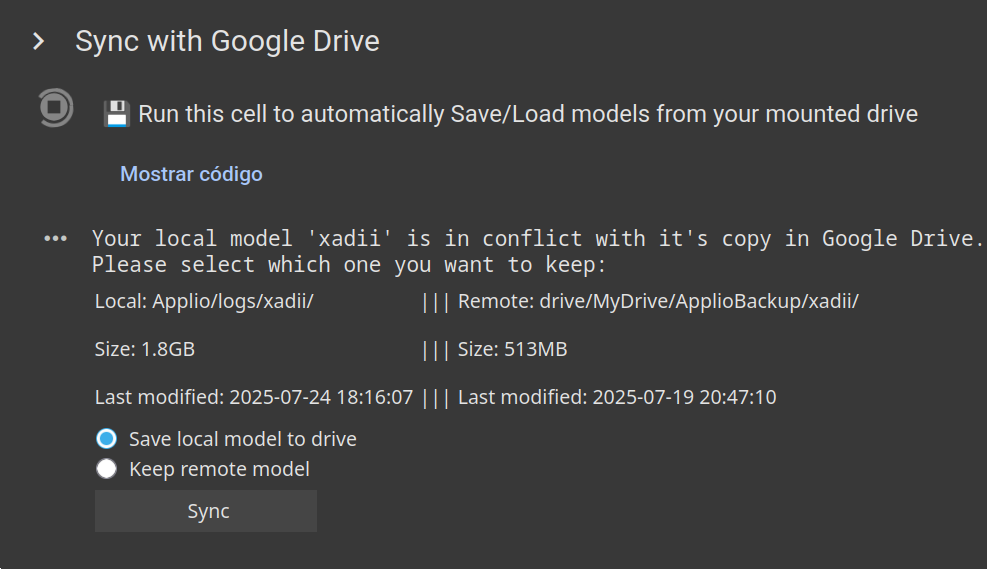 Sync with Google Drive
💾 Run this cell to automatically Save/Load models from your mounted drive
Mostrar código
Your local model 'xadii' is in conflict with it's copy in Google Drive.
Please select which one you want to keep:
Local: Applio/logs/xadii/ ||| Remote: drive/MyDrive/ApplioBackup/xadii/
Size: 1.8GB ||| Size: 513MB
Last modified: 2025-07-24 18:16:07 ||| Last modified: 2025-07-19 20:47:10
Save local model to drive
Keep remote model
Sync